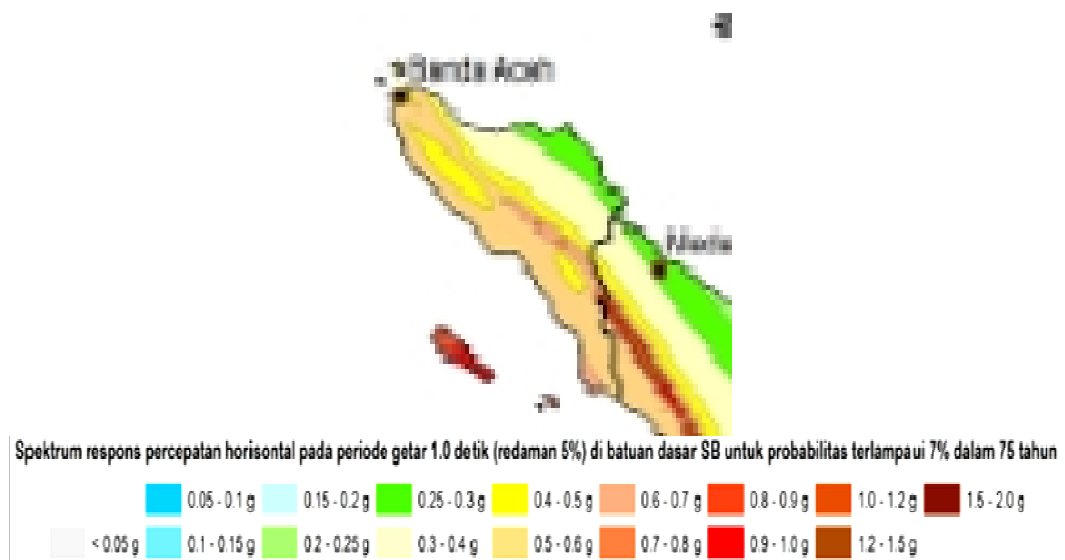 Banda Aceh
Meda
Spektrum respons percepatan horisontal pada periode getar 1.0 detik (redaman 5%) di batuan dasar SB untuk probabilitas terlampaui 7% dalam 75 tahun
0.05 - 0.1 g 0.15 - 0.2 g 0.25 - 0.3 g 0.4 - 0.5 g 0.6 - 0.7 g 0.8 - 0.9 g 1.0 - 1.2 g 1.5 - 2.0 g
< 0.05 g 0.1 - 0.15 g 0.2 - 0.25 g 0.3 - 0.4 g 0.5 - 0.6 g 0.7 - 0.8 g 0.9 - 1.0 g 1.2 - 1.5 g